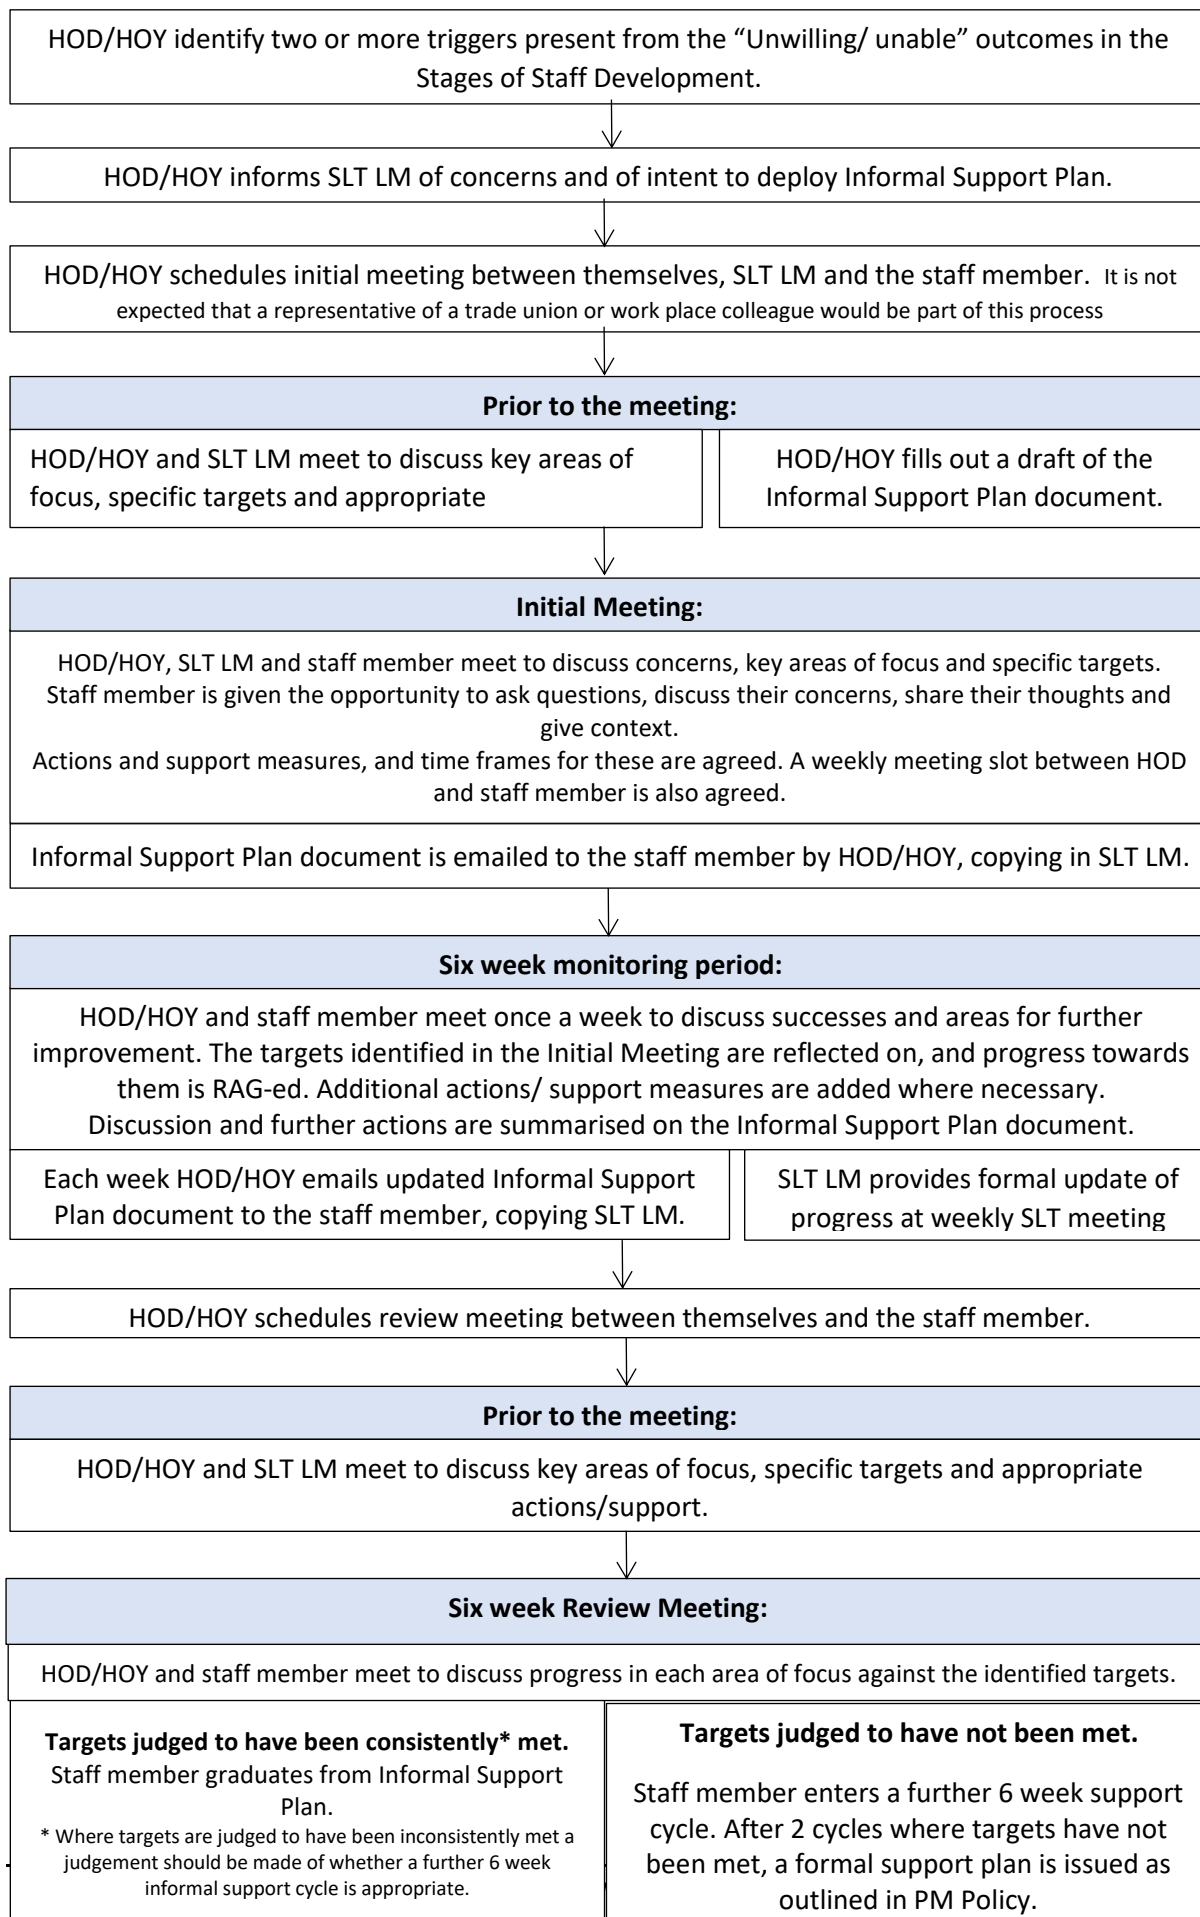 HOD/HOY identify two or more triggers present from the “Unwilling/ unable” outcomes in the
Stages of Staff Development.
HOD/HOY informs SLT LM of concerns and of intent to deploy Informal Support Plan.
HOD/HOY schedules initial meeting between themselves, SLT LM and the staff member. It is not
expected that a representative of a trade union or work place colleague would be part of this process
Prior to the meeting:
HOD/HOY and SLT LM meet to discuss key areas of
focus, specific targets and appropriate
HOD/HOY fills out a draft of the
Informal Support Plan document.
Initial Meeting:
HOD/HOY, SLT LM and staff member meet to discuss concerns, key areas of focus and specific targets.
Staff member is given the opportunity to ask questions, discuss their concerns, share their thoughts and
give context.
Actions and support measures, and time frames for these are agreed. A weekly meeting slot between HOD
and staff member is also agreed.
Informal Support Plan document is emailed to the staff member by HOD/HOY, copying in SLT LM.
Six week monitoring period:
HOD/HOY and staff member meet once a week to discuss successes and areas for further
improvement. The targets identified in the Initial Meeting are reflected on, and progress towards
them is RAG-ed. Additional actions/ support measures are added where necessary.
Discussion and further actions are summarised on the Informal Support Plan document.
Each week HOD/HOY emails updated Informal Support
Plan document to the staff member, copying SLT LM.
SLT LM provides formal update of
progress at weekly SLT meeting
HOD/HOY schedules review meeting between themselves and the staff member.
Prior to the meeting:
HOD/HOY and SLT LM meet to discuss key areas of focus, specific targets and appropriate
actions/support.
Six week Review Meeting:
HOD/HOY and staff member meet to discuss progress in each area of focus against the identified targets.
Targets judged to have been consistently* met.
Staff member graduates from Informal Support
Plan.
* Where targets are judged to have been inconsistently met a
judgement should be made of whether a further 6 week
informal support cycle is appropriate.
Targets judged to have not been met.
Staff member enters a further 6 week support
cycle. After 2 cycles where targets have not
been met, a formal support plan is issued as
outlined in PM Policy.